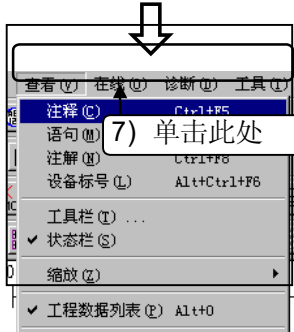 查看(V) 在线(O) 诊断(D) 工具(T)
注释(C) Ctrl+F5
语句(M)
7) 单击此处
注解(N) Ctrl+F8
设备标号(L) Alt+Ctrl+F6
工具栏(T) ...
✔ 状态栏(S)
缩放(Z)
✔ 工程数据列表(P) Alt+O